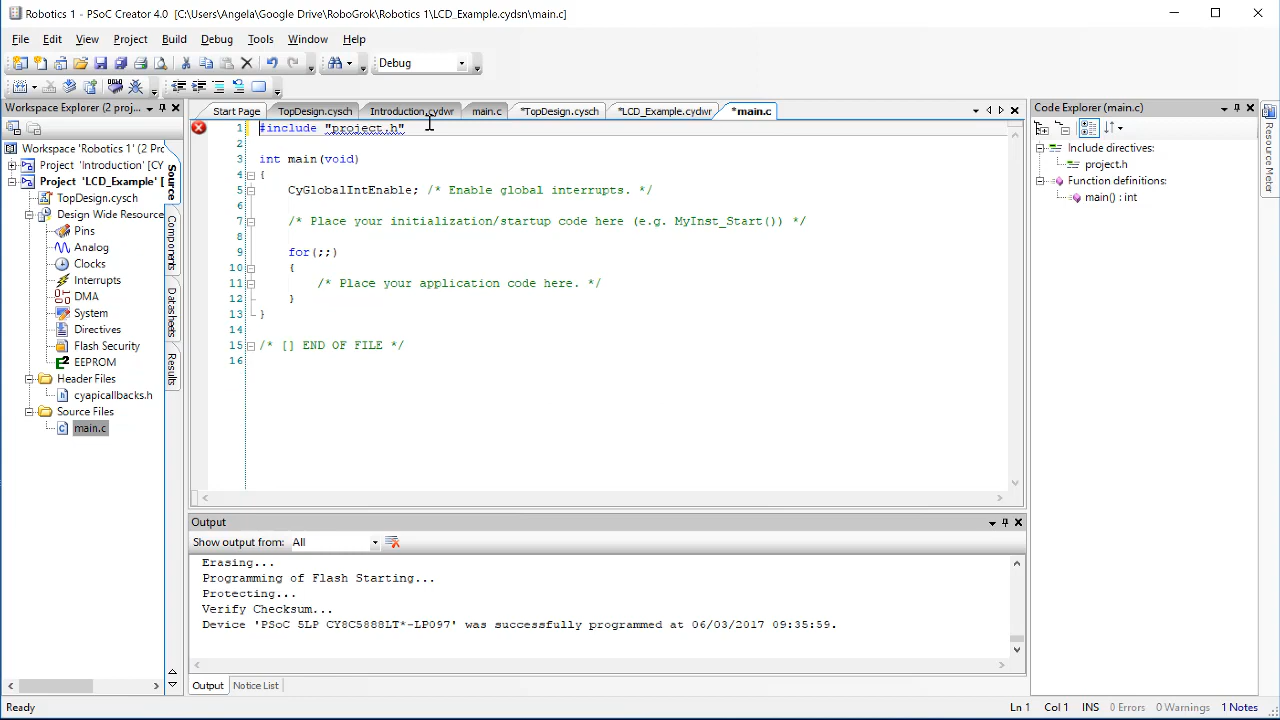 Robotics 1 - PSoC Creator 4.0 [C:\Users\Angela\Google Drive\RoboGrok\Robotics 1\LCD_Example.cydsn\main.c]
File Edit View Project Build Debug Tools Window Help
Debug
Workspace Explorer (2 proj...
Start Page TopDesign.cysch Introduction.cydwr main.c *TopDesign.cysch *LCD_Example.cydwr *main.c
Code Explorer (main.c)
Workspace 'Robotics 1' (2 Prc
Project 'Introduction' [CY
Project 'LCD_Example' [
TopDesign.cysch
Design Wide Resource
Pins
Analog
Clocks
Interrupts
DMA
System
Directives
Flash Security
EEPROM
Header Files
cyapicallbacks.h
Source Files
main.c
Source
Components
Datasheets
Results
1 #include "project.h"
2
3 int main(void)
4 {
5 CyGlobalIntEnable; /* Enable global interrupts. */
6
7 /* Place your initialization/startup code here (e.g. MyInst_Start()) */
8
9 for(;;)
10 {
11 /* Place your application code here. */
12 }
13 }
14
15 /* [] END OF FILE */
16
Include directives:
project.h
Function definitions:
main() : int
Resource Meter
Output
Show output from: All
Erasing...
Programming of Flash Starting...
Protecting...
Verify Checksum...
Device 'PSoC 5LP CY8C5888LT*-LP097' was successfully programmed at 06/03/2017 09:35:59.
Output Notice List
Ready
Ln 1 Col 1 INS 0 Errors 0 Warnings 1 Notes